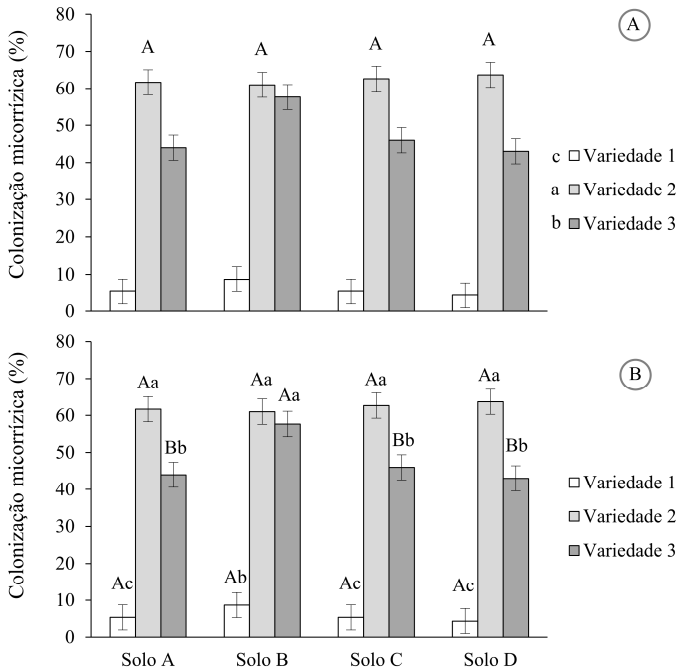 A
Colonização micorrízica (%)
80
70
60
50
40
30
20
10
0
A
A
A
A
c Variedade 1
a Variedade 2
b Variedade 3
B
Colonização micorrízica (%)
80
70
60
50
40
30
20
10
0
Ac
Aa
Bb
Ab
Aa
Aa
Ac
Aa
Bb
Ac
Aa
Bb
Variedade 1
Variedade 2
Variedade 3
Solo A
Solo B
Solo C
Solo D